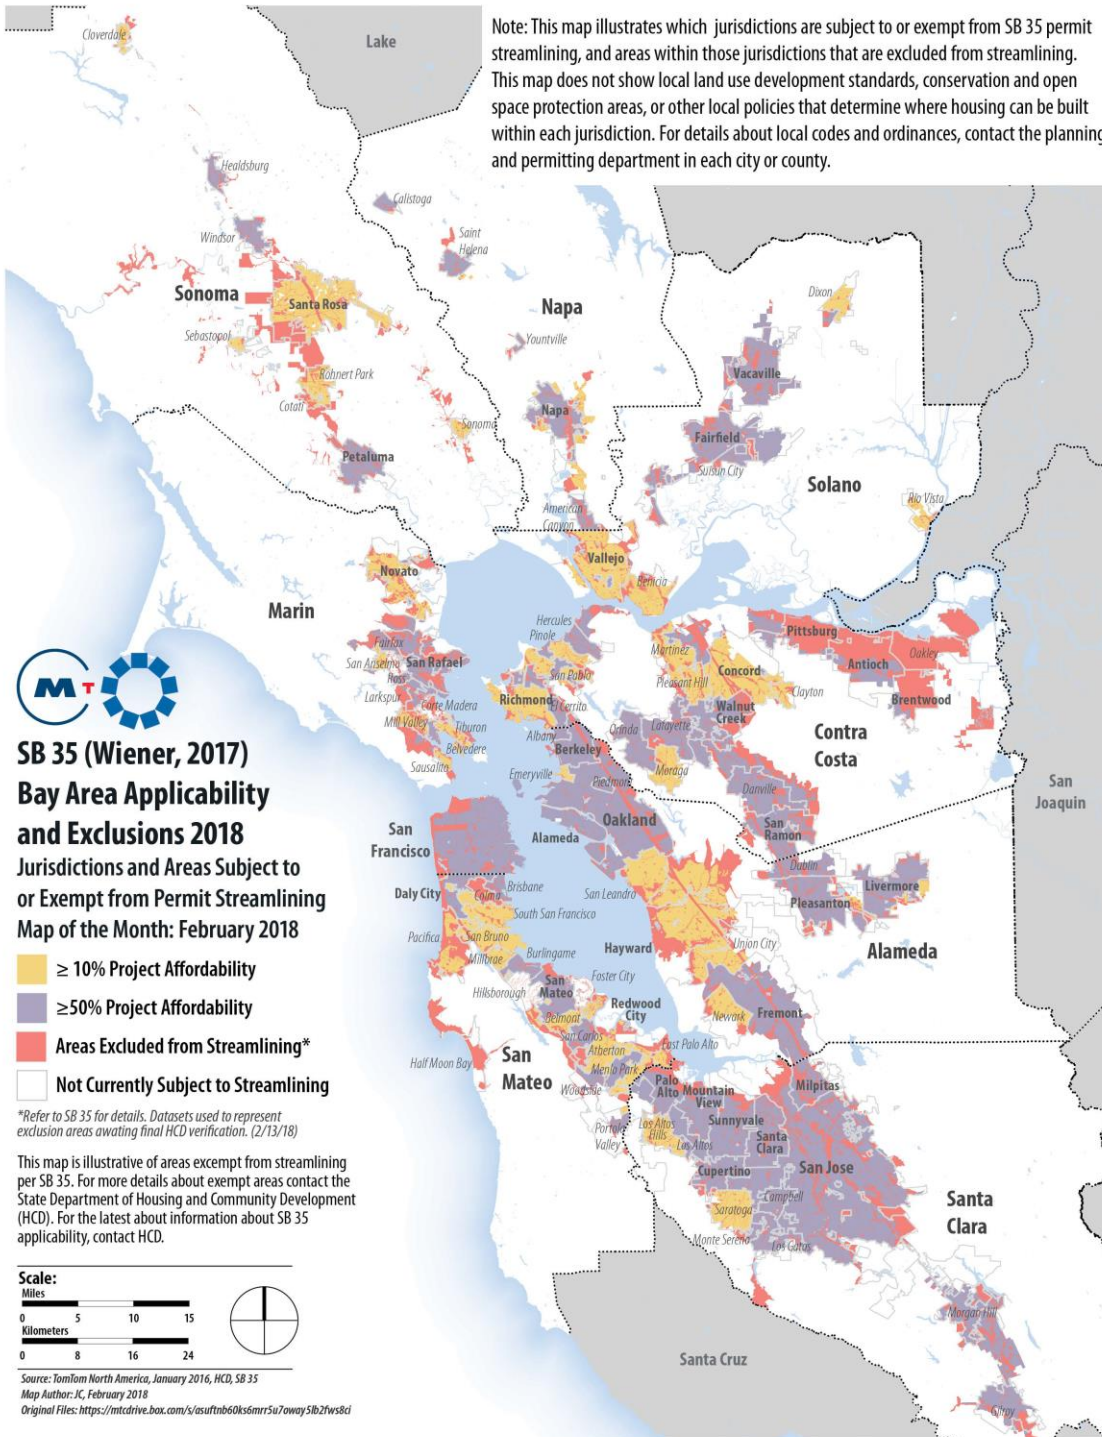 Note: This map illustrates which jurisdictions are subject to or exempt from SB 35 permit
streamlining, and areas within those jurisdictions that are excluded from streamlining.
This map does not show local land use development standards, conservation and open
space protection areas, or other local policies that determine where housing can be built
within each jurisdiction. For details about local codes and ordinances, contact the planning
and permitting department in each city or county.
Cloverdale
Lake
Healdsburg
Calistoga
Windsor
Saint
Helena
Sonoma
Santa Rosa
Napa
Dixon
Sebastopol
Yountville
Rohnert Park
Vacaville
Cotati
Napa
Sonoma
Fairfield
Petaluma
Suisun City
Solano
American
Canyon
Rio Vista
Vallejo
Novato
Benicia
Marin
Hercules
Pinole
Pittsburg
Fairfax
Martinez
Oakley
San Anselmo
San Rafael
Antioch
Concord
Ross
San Pablo
Pleasant Hill
Clayton
Larkspur
Corte Madera
Richmond
El Cerrito
Walnut
Creek
Brentwood
Mill Valley
Tiburon
Orinda
Lafayette
Contra
Costa
Belvedere
Albany
Berkeley
Sausalito
Emeryville
Piedmont
Moraga
Danville
San
Joaquin
San
Francisco
Alameda
Oakland
San
Ramon
Dublin
Daly City
Brisbane
Colma
San Leandro
Livermore
Pleasanton
South San Francisco
Pacifica
San Bruno
Millbrae
Burlingame
Hayward
Union City
Alameda
Hillsborough
San
Mateo
Foster City
Belmont
Redwood
City
Newark
Fremont
San Carlos
Atherton
East Palo Alto
Half Moon Bay
San
Mateo
Menlo Park
Woodside
Palo
Alto
Mountain
View
Milpitas
Portola
Valley
Los Altos
Hills
Sunnyvale
Los Altos
Santa
Clara
Cupertino
San Jose
Santa
Clara
Saratoga
Campbell
Monte Sereno
Los Gatos
Morgan Hill
Santa Cruz
Gilroy
M T
SB 35 (Wiener, 2017)
Bay Area Applicability
and Exclusions 2018
Jurisdictions and Areas Subject to
or Exempt from Permit Streamlining
Map of the Month: February 2018
≥ 10% Project Affordability
≥50% Project Affordability
Areas Excluded from Streamlining*
Not Currently Subject to Streamlining
*Refer to SB 35 for details. Datasets used to represent
exclusion areas awating final HCD verification. (2/13/18)
This map is illustrative of areas excempt from streamlining
per SB 35. For more details about exempt areas contact the
State Department of Housing and Community Development
(HCD). For the latest about information about SB 35
applicability, contact HCD.
Scale:
Miles
0 5 10 15
Kilometers
0 8 16 24
Source: TomTom North America, January 2016, HCD, SB 35
Map Author: JC, February 2018